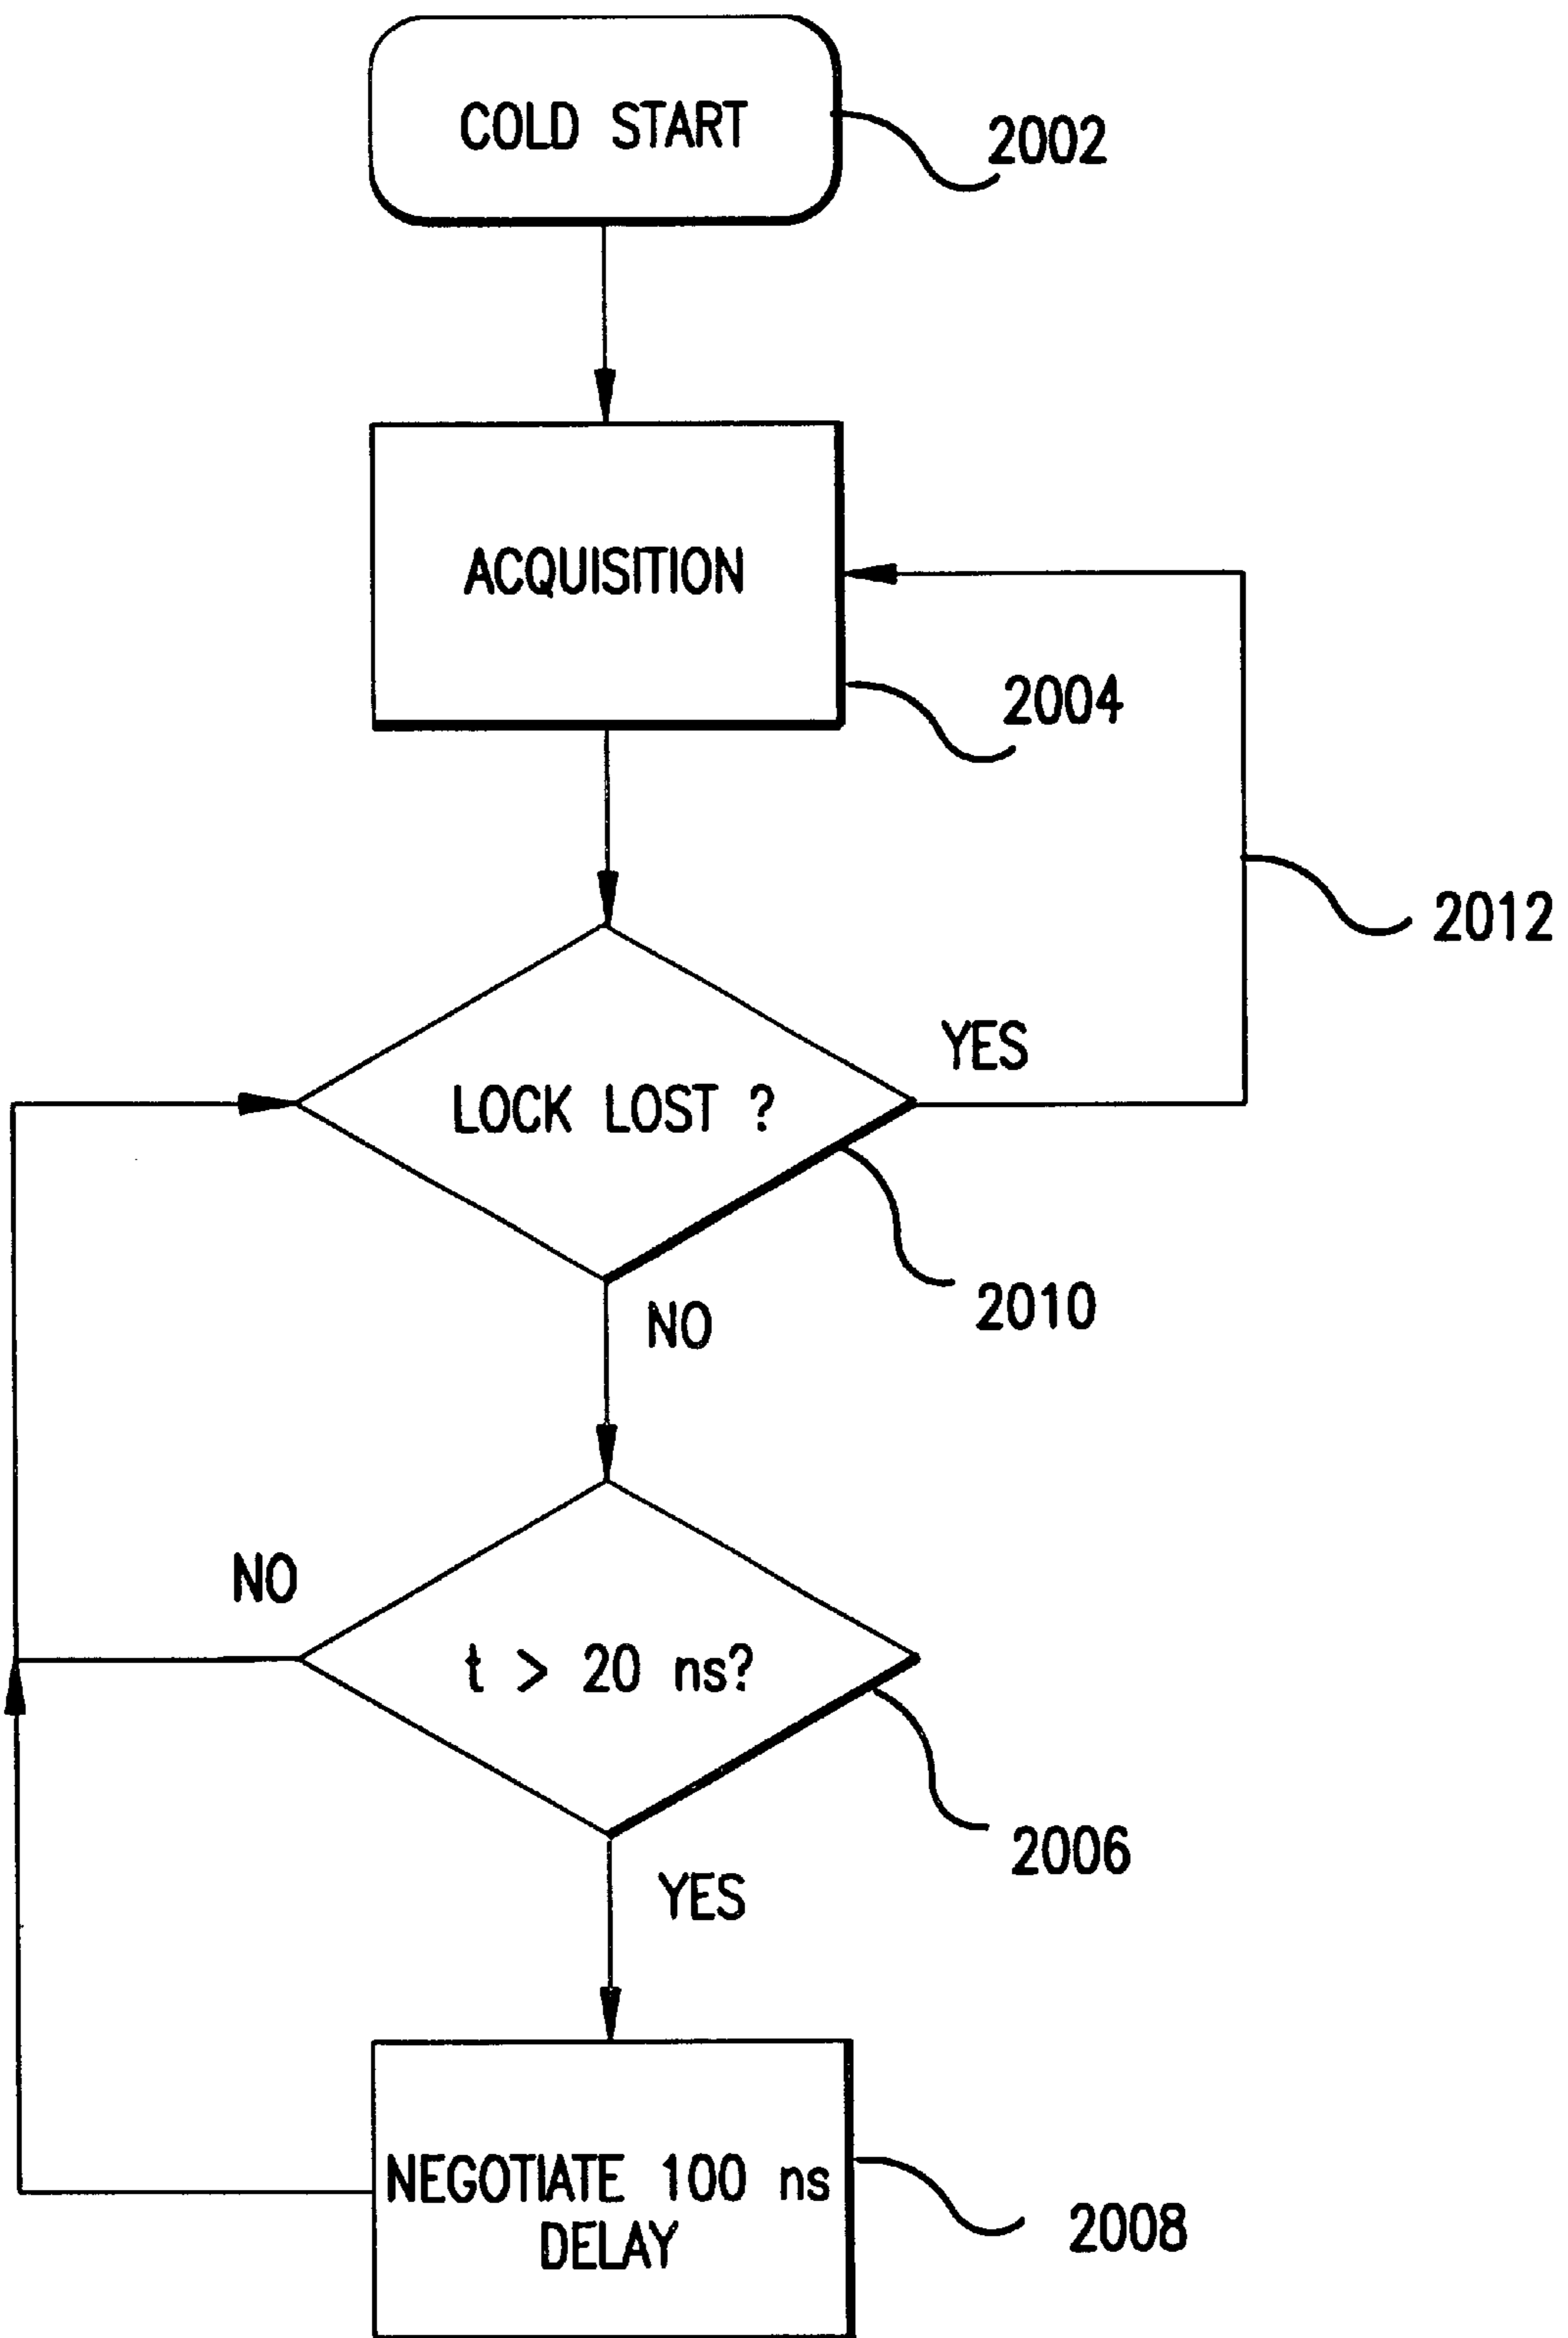 COLD START
2002
ACQUISITION
2004
2012
YES
LOCK LOST ?
2010
NO
NO
t > 20 ns?
2006
YES
NEGOTIATE 100 ns
DELAY
2008